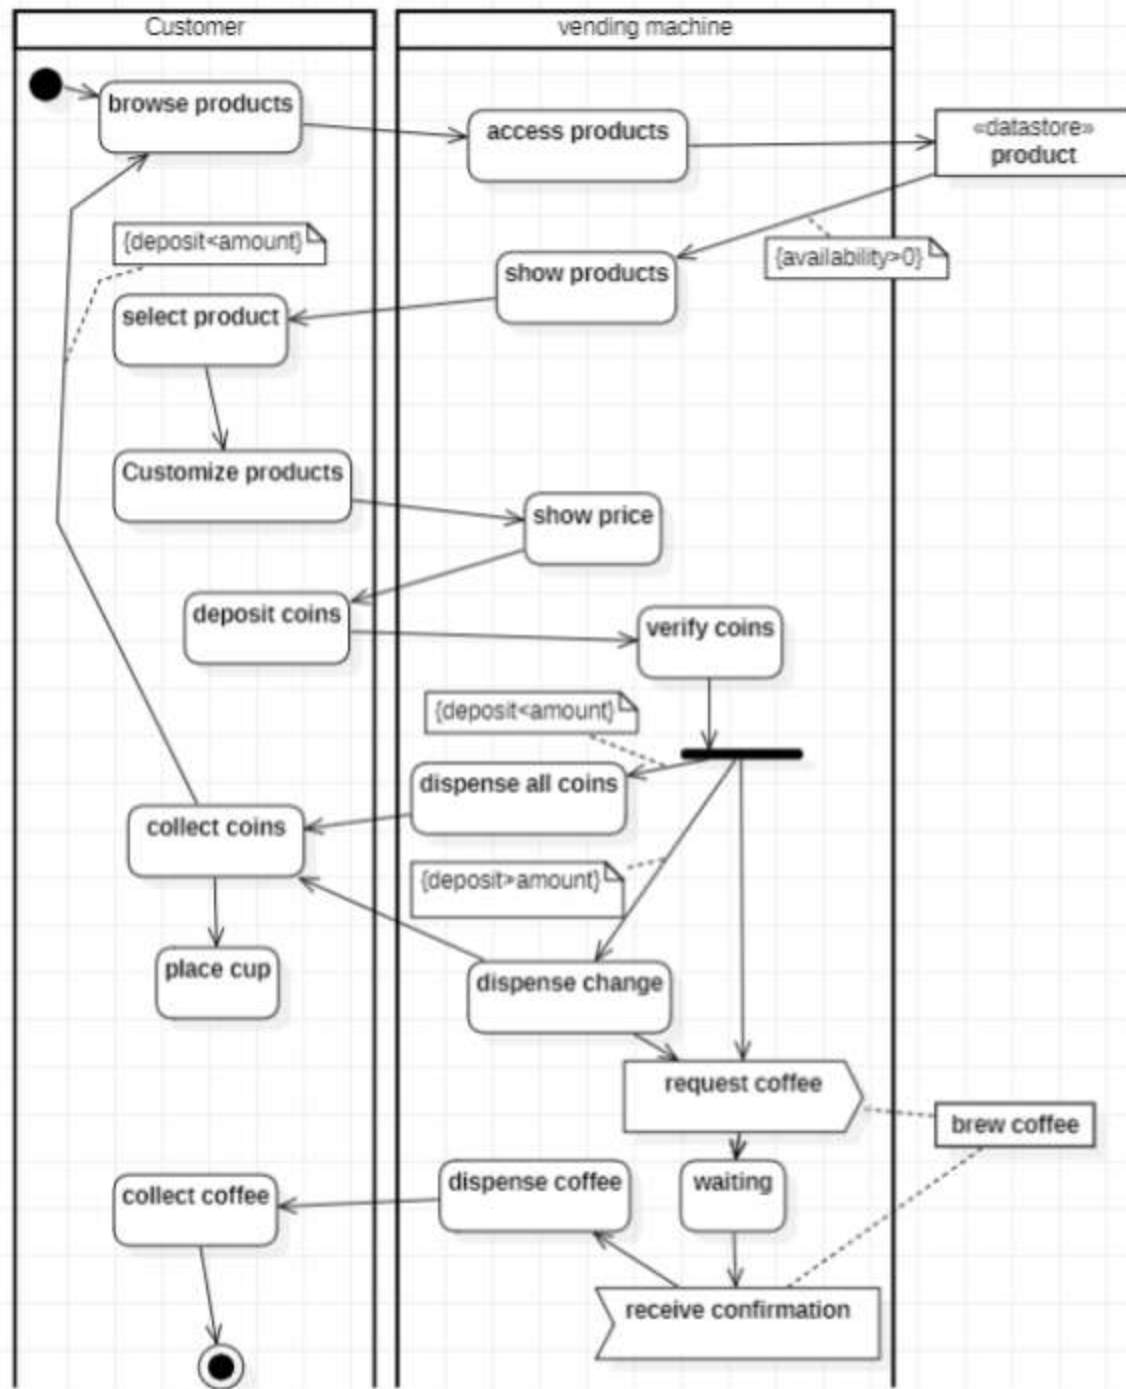 Customer
vending machine
browse products
access products
«datastore»
product
{deposit<amount}
{availability>0}
show products
select product
Customize products
show price
deposit coins
verify coins
{deposit<amount}
dispense all coins
collect coins
{deposit>amount}
place cup
dispense change
request coffee
brew coffee
dispense coffee
waiting
collect coffee
receive confirmation